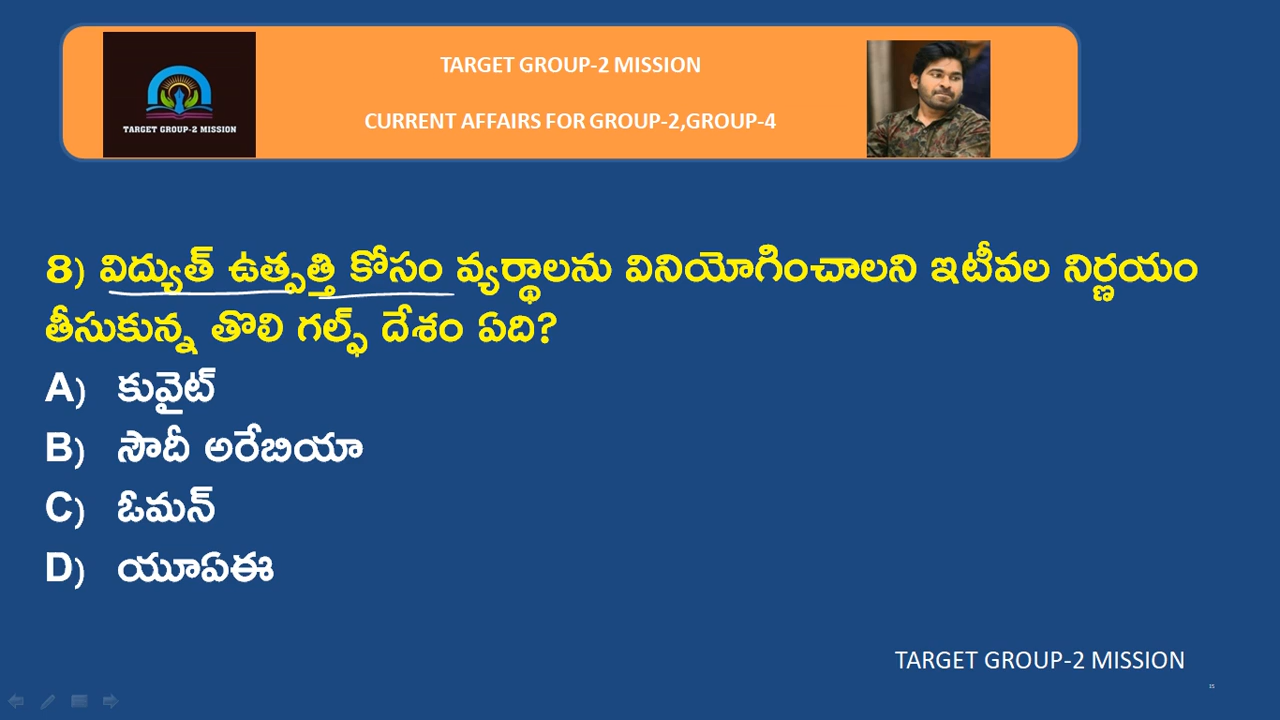 TARGET GROUP-2 MISSION
TARGET GROUP-2 MISSION
CURRENT AFFAIRS FOR GROUP-2,GROUP-4
8) విద్యుత్ ఉత్పత్తి కోసం వ్యర్థాలను వినియోగించాలని ఇటీవల నిర్ణయం
తీసుకున్న తొలి గల్ఫ్ దేశం ఏది?
A) కువైట్
B) సౌదీ అరేబియా
C) ఓమన్
D) యూఏఈ
TARGET GROUP-2 MISSION
15